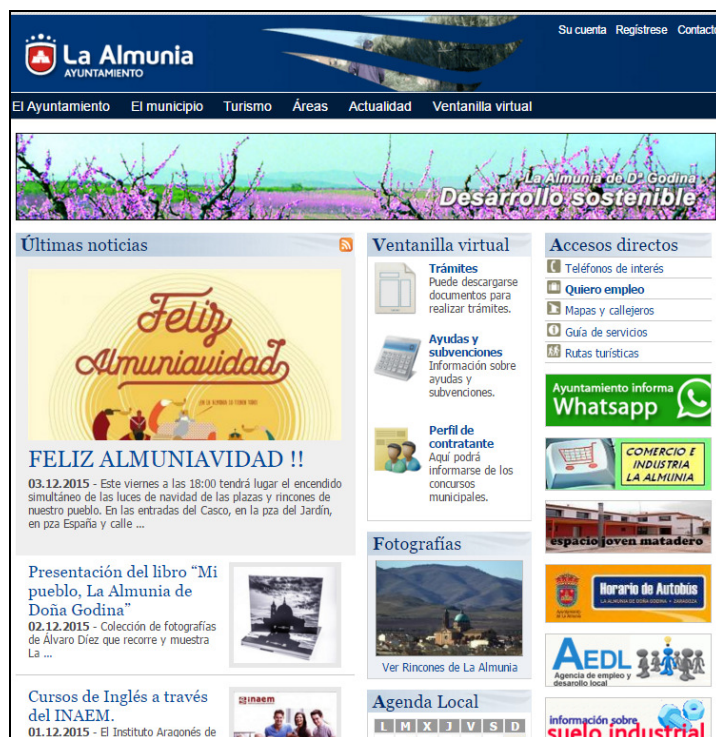 Su cuenta Regístrese Contacto
La Almunia
AYUNTAMIENTO
El Ayuntamiento El municipio Turismo Áreas Actualidad Ventanilla virtual
La Almunia de Dª Godina
Desarrollo sostenible
Últimas noticias
Feliz
Almuniavidad
FELIZ ALMUNIAVIDAD !!
03.12.2015 - Este viernes a las 18:00 tendrá lugar el encendido
simultáneo de las luces de navidad de las plazas y rincones de
nuestro pueblo. En las entradas del Casco, en la pza del Jardín,
en pza España y calle ...
Presentación del libro “Mi
pueblo, La Almunia de
Doña Godina”
02.12.2015 - Colección de fotografías
de Álvaro Díez que recorre y muestra
La ...
Cursos de Inglés a través
del INAEM.
01.12.2015 - El Instituto Aragonés de
inaem
Ventanilla virtual
Trámites
Puede descargarse
documentos para
realizar trámites.
Ayudas y
subvenciones
Información sobre
ayudas y
subvenciones.
Perfil de
contratante
Aquí podrá
informarse de los
concursos
municipales.
Fotografías
Ver Rincones de La Almunia
Agenda Local
L M X J V S D
Accesos directos
Teléfonos de interés
Quiero empleo
Mapas y callejeros
Guía de servicios
Rutas turísticas
Ayuntamiento informa
Whatsapp
COMERCIO E
INDUSTRIA
LA ALMUNIA
espacio joven matadero
Horario de Autobús
LA ALMUNIA DE DOÑA GODINA - ZARAGOZA
AEDL
Agencia de empleo y
desarollo local
información sobre
suelo industrial